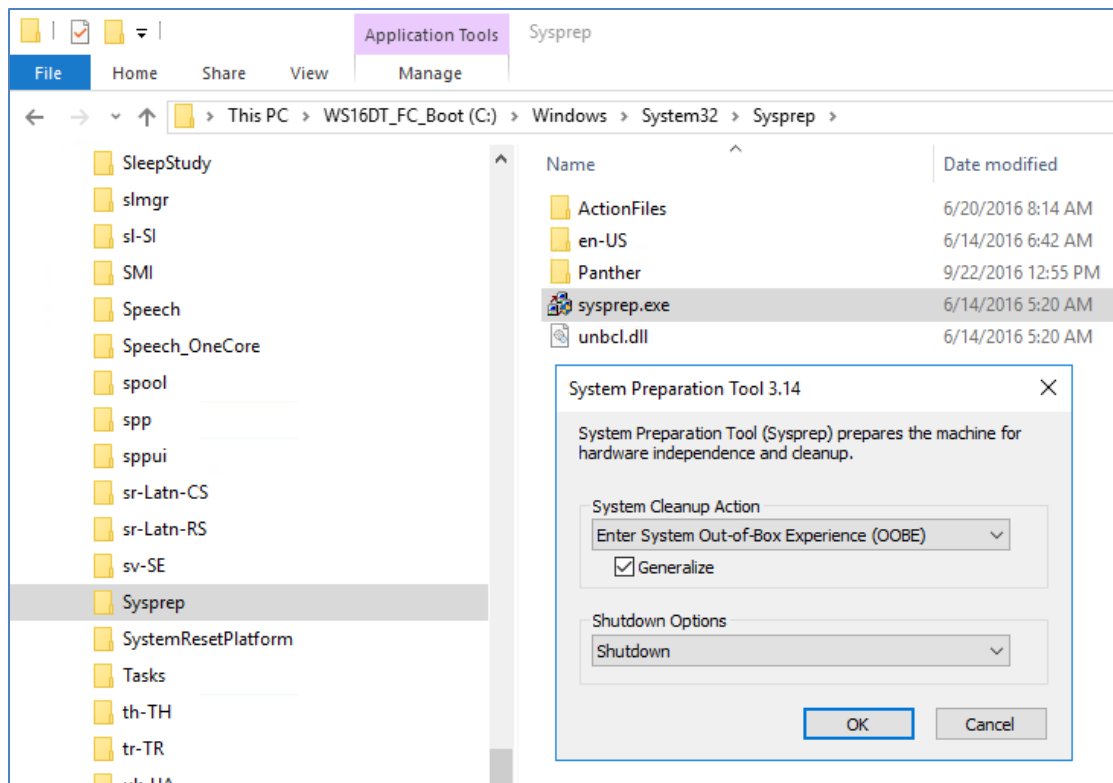 Application Tools
Sysprep
File
Home
Share
View
Manage
This PC > WS16DT_FC_Boot (C:) > Windows > System32 > Sysprep >
SleepStudy
slmgr
sl-SI
SMI
Speech
Speech_OneCore
spool
spp
sppui
sr-Latn-CS
sr-Latn-RS
sv-SE
Sysprep
SystemResetPlatform
Tasks
th-TH
tr-TR
Name
Date modified
ActionFiles
6/20/2016 8:14 AM
en-US
6/14/2016 6:42 AM
Panther
9/22/2016 12:55 PM
sysprep.exe
6/14/2016 5:20 AM
unbcl.dll
6/14/2016 5:20 AM
System Preparation Tool 3.14
System Preparation Tool (Sysprep) prepares the machine for
hardware independence and cleanup.
System Cleanup Action
Enter System Out-of-Box Experience (OOBE)
Generalize
Shutdown Options
Shutdown
OK
Cancel